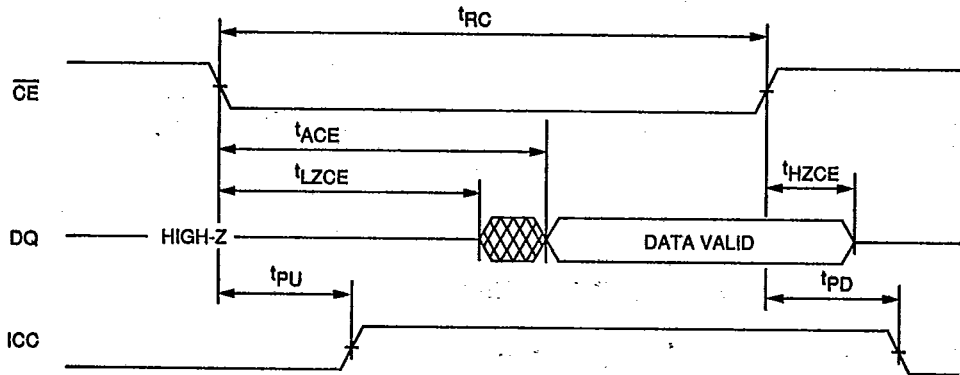 tRC
CE
tACE
tLZCE
tHZCE
DQ
HIGH-Z
DATA VALID
tPU
tPD
ICC